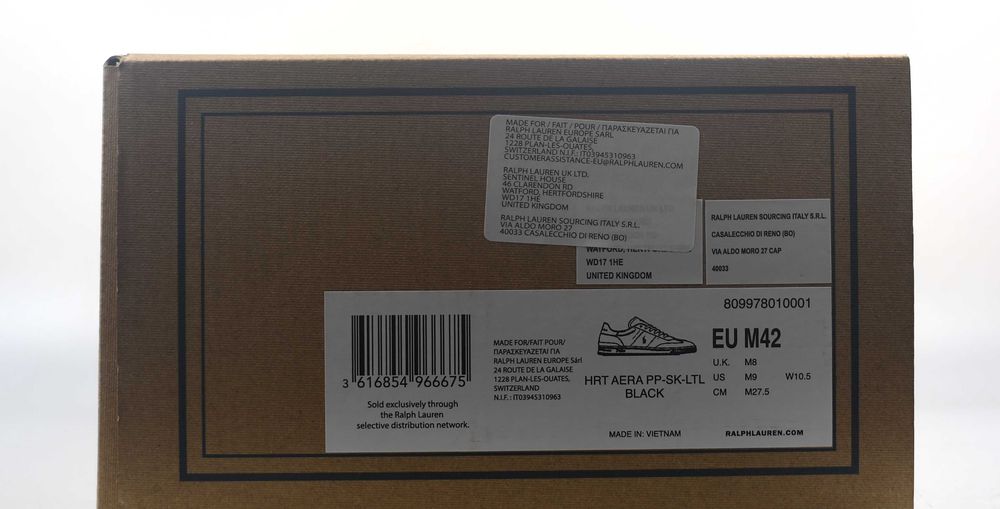 MADE FOR / FAIT / POUR / ΠΑΡΑΣΚΕΥΑΖΕΤΑΙ ΓΙΑ
RALPH LAUREN EUROPE SARL
24 ROUTE DE LA GALAISE
1228 PLAN-LES-OUATES,
SWITZERLAND N.I.F.: IT03945310963
CUSTOMERASSISTANCE-EU@RALPHLAUREN.COM
RALPH LAUREN UK LTD.
SENTINEL HOUSE
46 CLARENDON RD
WATFORD, HERTFORDSHIRE
WD17 1HE
UNITED KINGDOM
RALPH LAUREN SOURCING ITALY S.R.L.
VIA ALDO MORO 27
40033 CASALECCHIO DI RENO (BO)
WATFORD,
WD17 1HE
UNITED KINGDOM
RALPH LAUREN SOURCING ITALY S.R.L.
CASALECCHIO DI RENO (BO)
VIA ALDO MORO 27 CAP
40033
809978010001
3 616854 966675
Sold exclusively through
the Ralph Lauren
selective distribution network.
MADE FOR/FAIT POUR/
ΠΑΡΑΣΚΕΥΑΖΕΤΑΙ ΓΙΑ
RALPH LAUREN EUROPE Sàrl
24 ROUTE DE LA GALAISE
1228 PLAN-LES-OUATES,
SWITZERLAND
N.I.F. : IT03945310963
HRT AERA PP-SK-LTL
BLACK
MADE IN: VIETNAM
EU M42
U.K. M8
US M9 W10.5
CM M27.5
RALPHLAUREN.COM